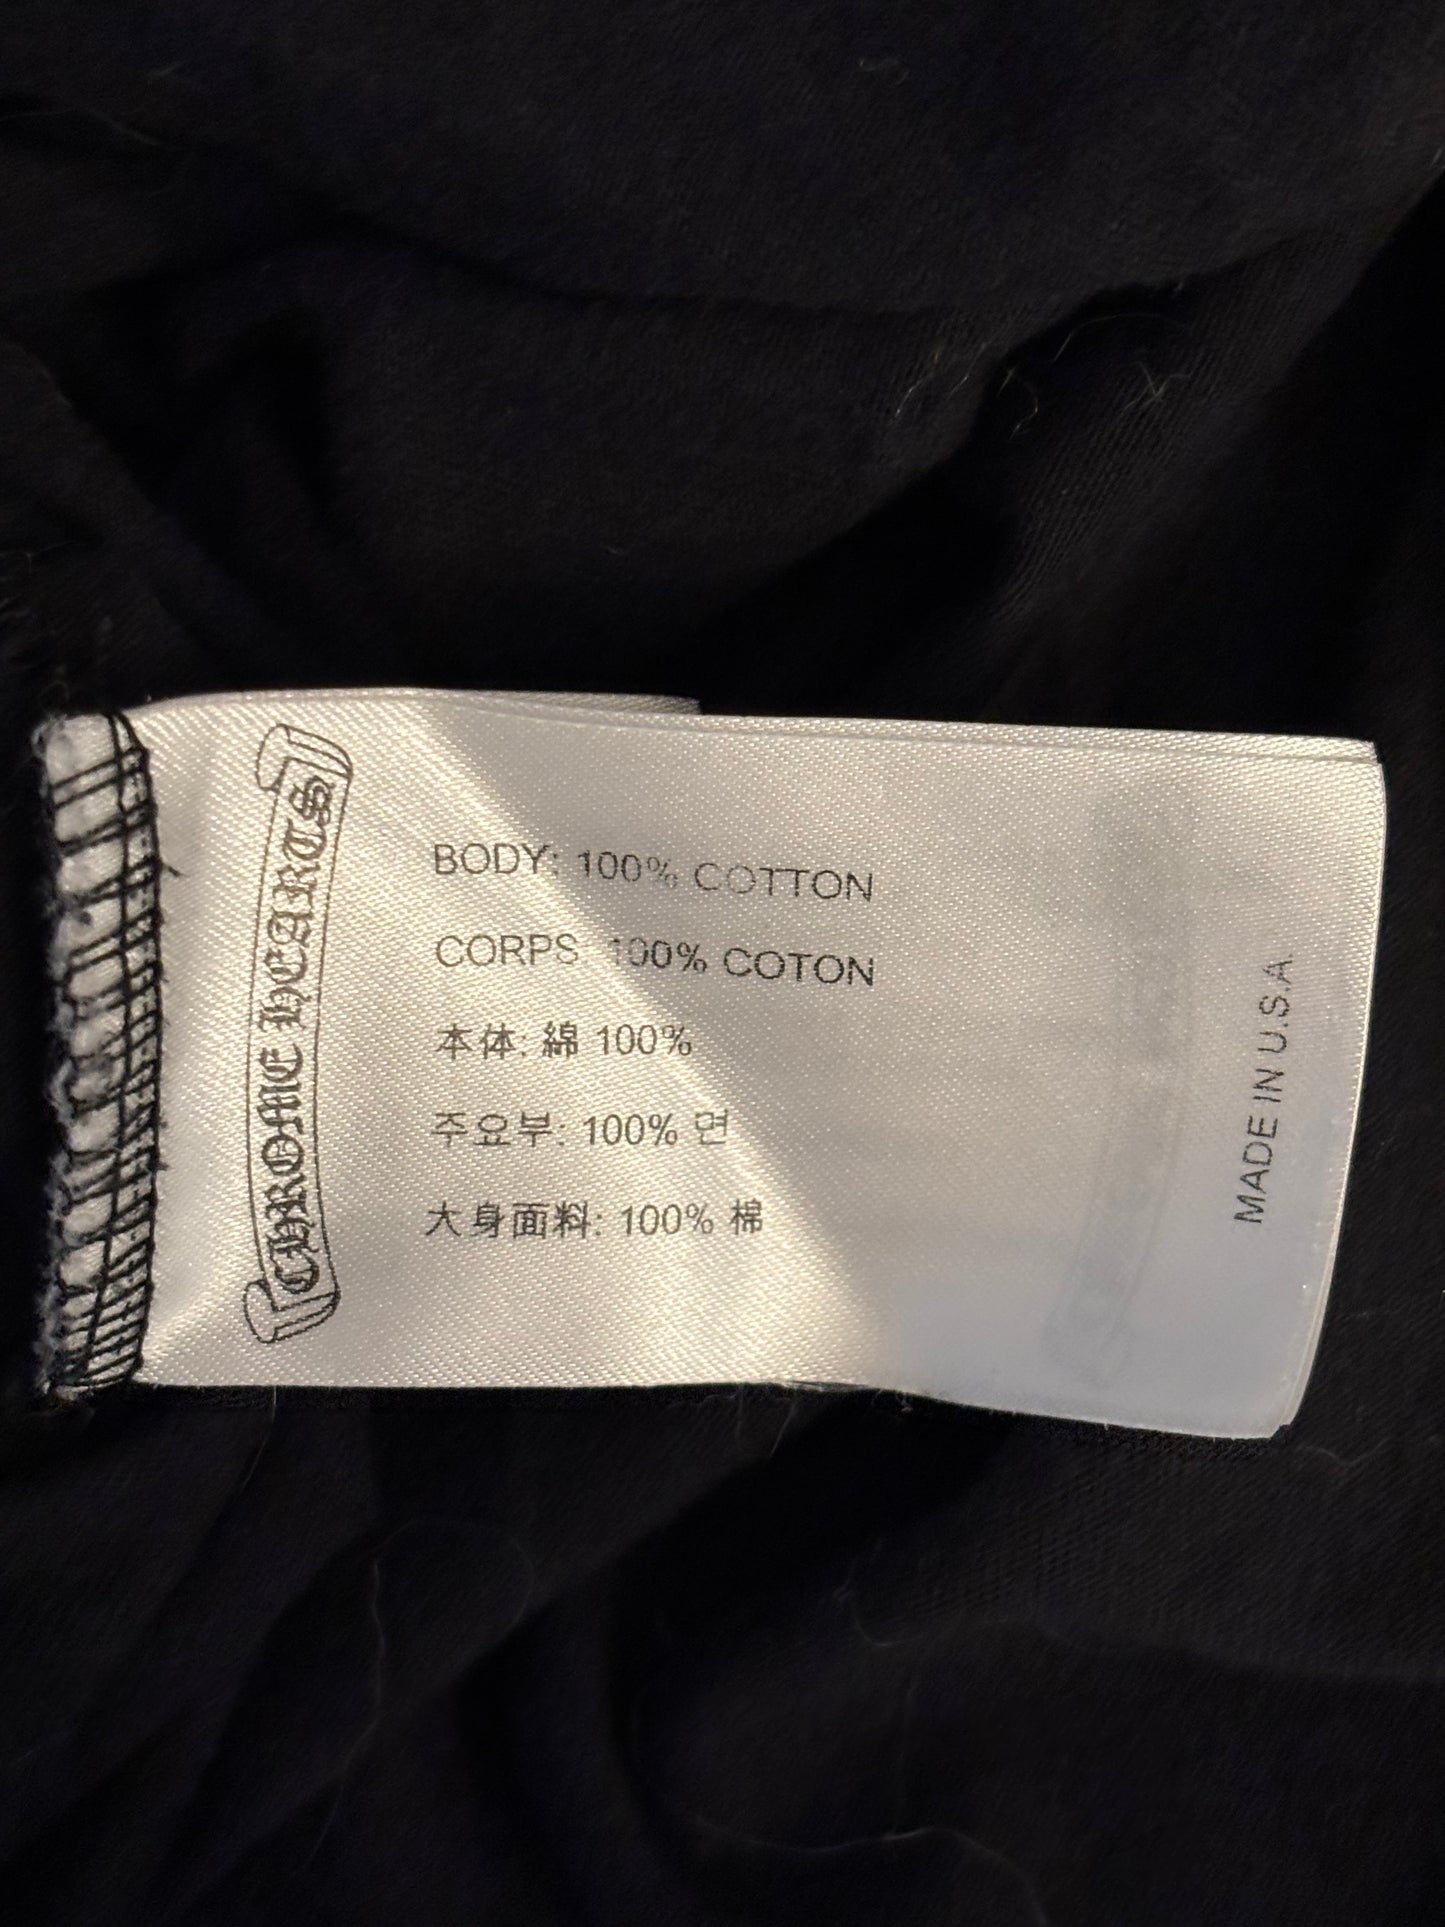 CHROME HEARTS
BODY: 100% COTTON
CORPS: 100% COTON
本体: 綿 100%
주요부: 100% 면
大身面料: 100% 棉
MADE IN U.S.A.